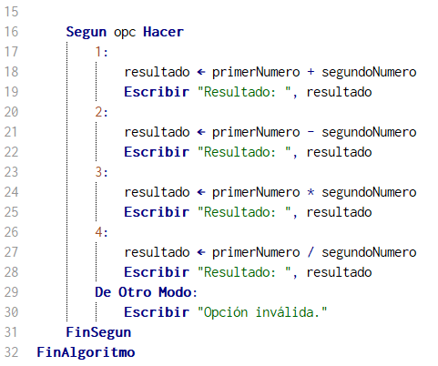 15
16 Segun opc Hacer
17 1:
18 resultado ← primerNumero + segundoNumero
19 Escribir "Resultado: ", resultado
20 2:
21 resultado ← primerNumero - segundoNumero
22 Escribir "Resultado: ", resultado
23 3:
24 resultado ← primerNumero * segundoNumero
25 Escribir "Resultado: ", resultado
26 4:
27 resultado ← primerNumero / segundoNumero
28 Escribir "Resultado: ", resultado
29 De Otro Modo:
30 Escribir "Opción inválida."
31 FinSegun
32 FinAlgoritmo